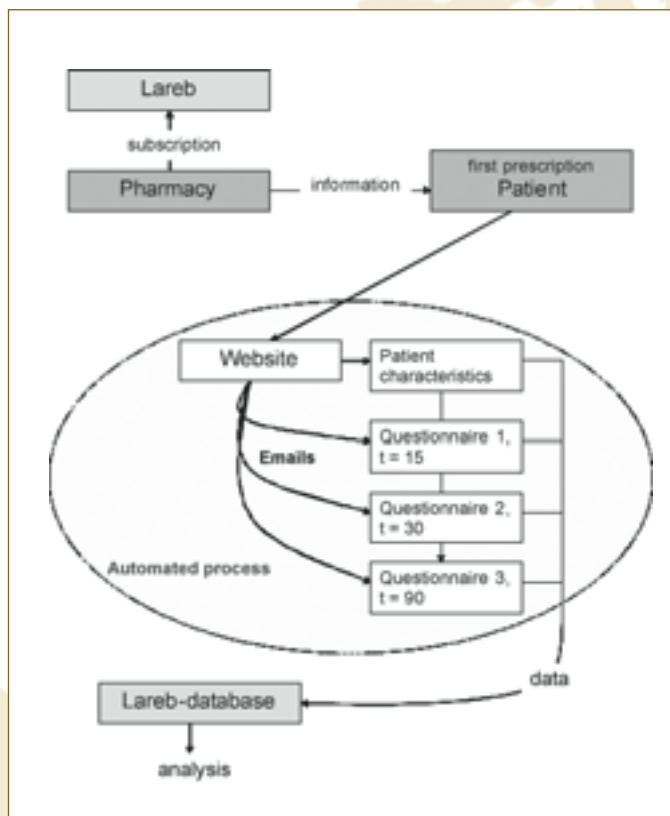 Lareb
subscription
Pharmacy
information
first prescription
Patient
Website
Patient
characteristics
Emails
Questionnaire 1,
t = 15
Questionnaire 2,
t = 30
Automated process
Questionnaire 3,
t = 90
data
Lareb-database
analysis